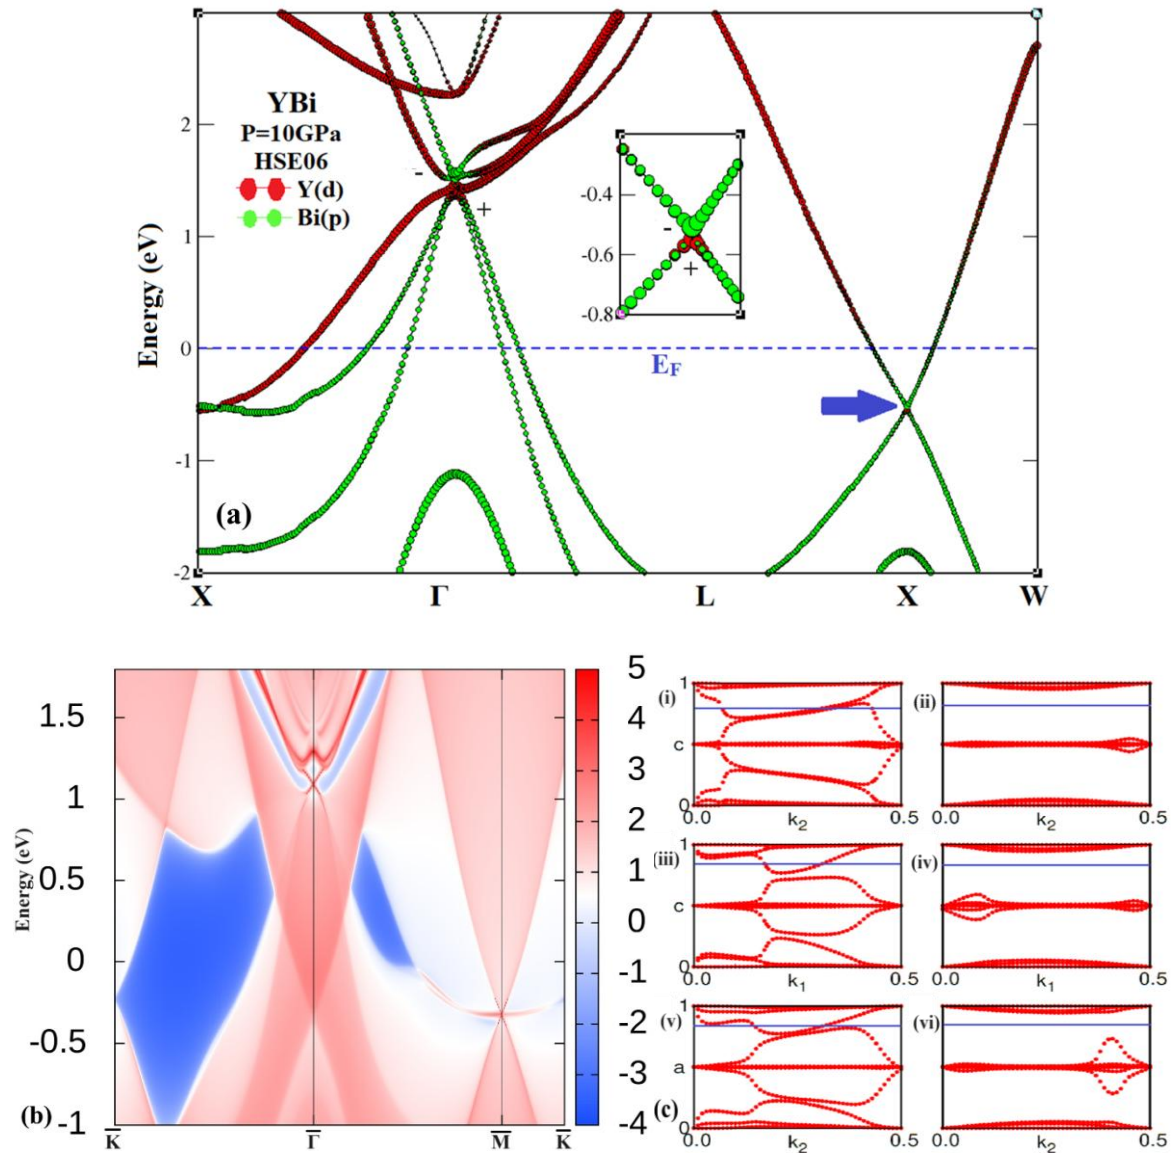 YBi
P=10GPa
HSE06
Y(d)
Bi(p)
Energy (eV)
2
1
0
-1
-2
-
+
-0.4
-0.6
-0.8
-
+
E_F
(a)
X Γ L X W
Energy (eV)
1.5
1
0.5
0
-0.5
-1
(b)
K̅ Γ̅ M̅ K̅
5
4
3
2
1
0
-1
-2
-3
-4
(i)
1
c
0
0.0 k₂ 0.5
(ii)
0.0 k₂ 0.5
(iii)
1
c
0
0.0 k₁ 0.5
(iv)
0.0 k₁ 0.5
(v)
1
a
0
(c)
0.0 k₂ 0.5
(vi)
0.0 k₂ 0.5